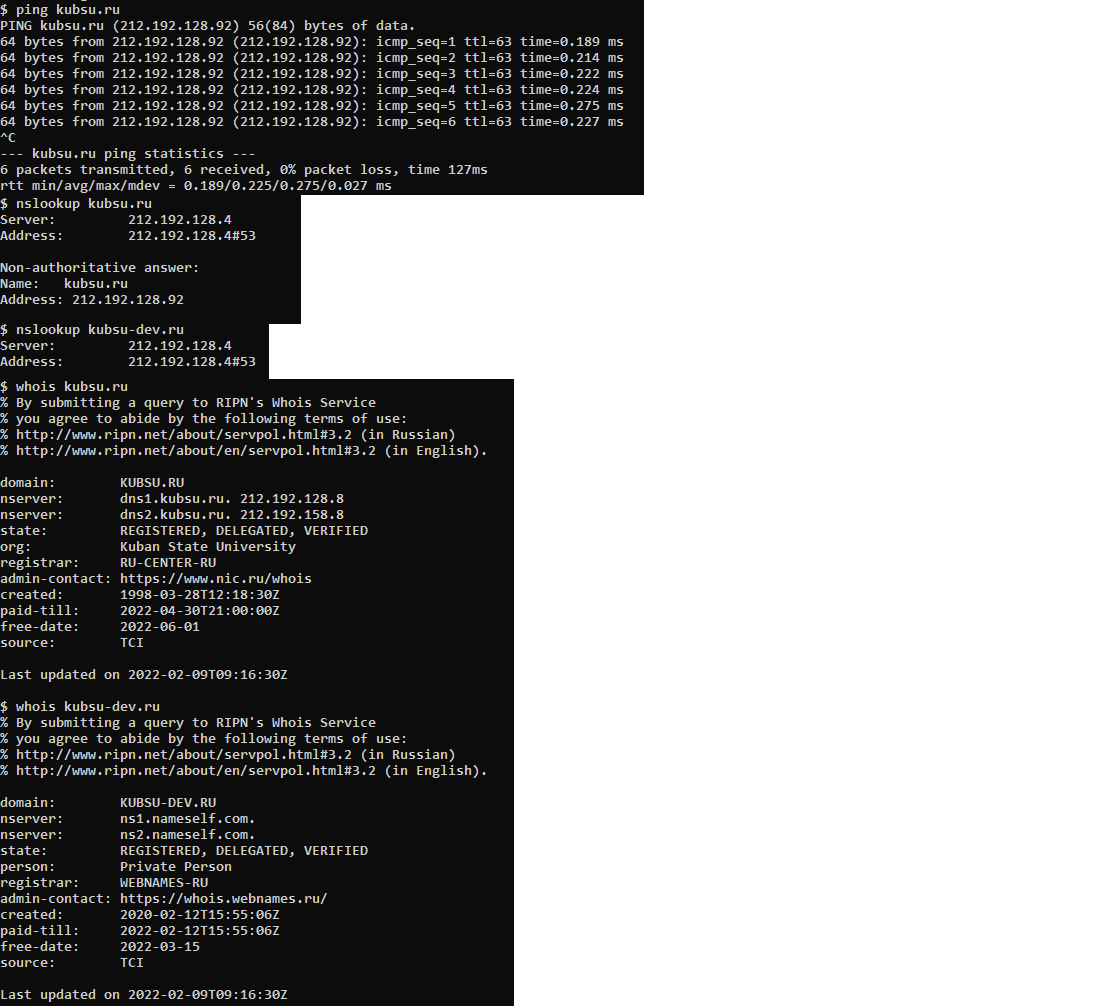 $ ping kubsu.ru
PING kubsu.ru (212.192.128.92) 56(84) bytes of data.
64 bytes from 212.192.128.92 (212.192.128.92): icmp_seq=1 ttl=63 time=0.189 ms
64 bytes from 212.192.128.92 (212.192.128.92): icmp_seq=2 ttl=63 time=0.214 ms
64 bytes from 212.192.128.92 (212.192.128.92): icmp_seq=3 ttl=63 time=0.222 ms
64 bytes from 212.192.128.92 (212.192.128.92): icmp_seq=4 ttl=63 time=0.224 ms
64 bytes from 212.192.128.92 (212.192.128.92): icmp_seq=5 ttl=63 time=0.275 ms
64 bytes from 212.192.128.92 (212.192.128.92): icmp_seq=6 ttl=63 time=0.227 ms
^C
--- kubsu.ru ping statistics ---
6 packets transmitted, 6 received, 0% packet loss, time 127ms
rtt min/avg/max/mdev = 0.189/0.225/0.275/0.027 ms
$ nslookup kubsu.ru
Server:         212.192.128.4
Address:        212.192.128.4#53

Non-authoritative answer:
Name:   kubsu.ru
Address: 212.192.128.92

$ nslookup kubsu-dev.ru
Server:         212.192.128.4
Address:        212.192.128.4#53

$ whois kubsu.ru
% By submitting a query to RIPN's Whois Service
% you agree to abide by the following terms of use:
% http://www.ripn.net/about/servpol.html#3.2 (in Russian)
% http://www.ripn.net/about/en/servpol.html#3.2 (in English).

domain:        KUBSU.RU
nserver:       dns1.kubsu.ru. 212.192.128.8
nserver:       dns2.kubsu.ru. 212.192.158.8
state:         REGISTERED, DELEGATED, VERIFIED
org:           Kuban State University
registrar:     RU-CENTER-RU
admin-contact: https://www.nic.ru/whois
created:       1998-03-28T12:18:30Z
paid-till:     2022-04-30T21:00:00Z
free-date:     2022-06-01
source:        TCI

Last updated on 2022-02-09T09:16:30Z

$ whois kubsu-dev.ru
% By submitting a query to RIPN's Whois Service
% you agree to abide by the following terms of use:
% http://www.ripn.net/about/servpol.html#3.2 (in Russian)
% http://www.ripn.net/about/en/servpol.html#3.2 (in English).

domain:        KUBSU-DEV.RU
nserver:       ns1.nameself.com.
nserver:       ns2.nameself.com.
state:         REGISTERED, DELEGATED, VERIFIED
person:        Private Person
registrar:     WEBNAMES-RU
admin-contact: https://whois.webnames.ru/
created:       2020-02-12T15:55:06Z
paid-till:     2022-02-12T15:55:06Z
free-date:     2022-03-15
source:        TCI

Last updated on 2022-02-09T09:16:30Z